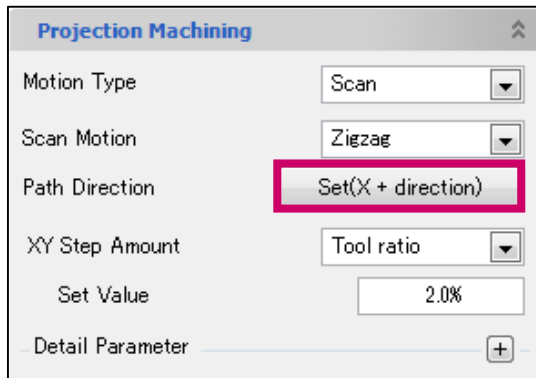 Projection Machining
Motion Type Scan
Scan Motion Zigzag
Path Direction Set(X + direction)
XY Step Amount Tool ratio
Set Value 2.0%
Detail Parameter +